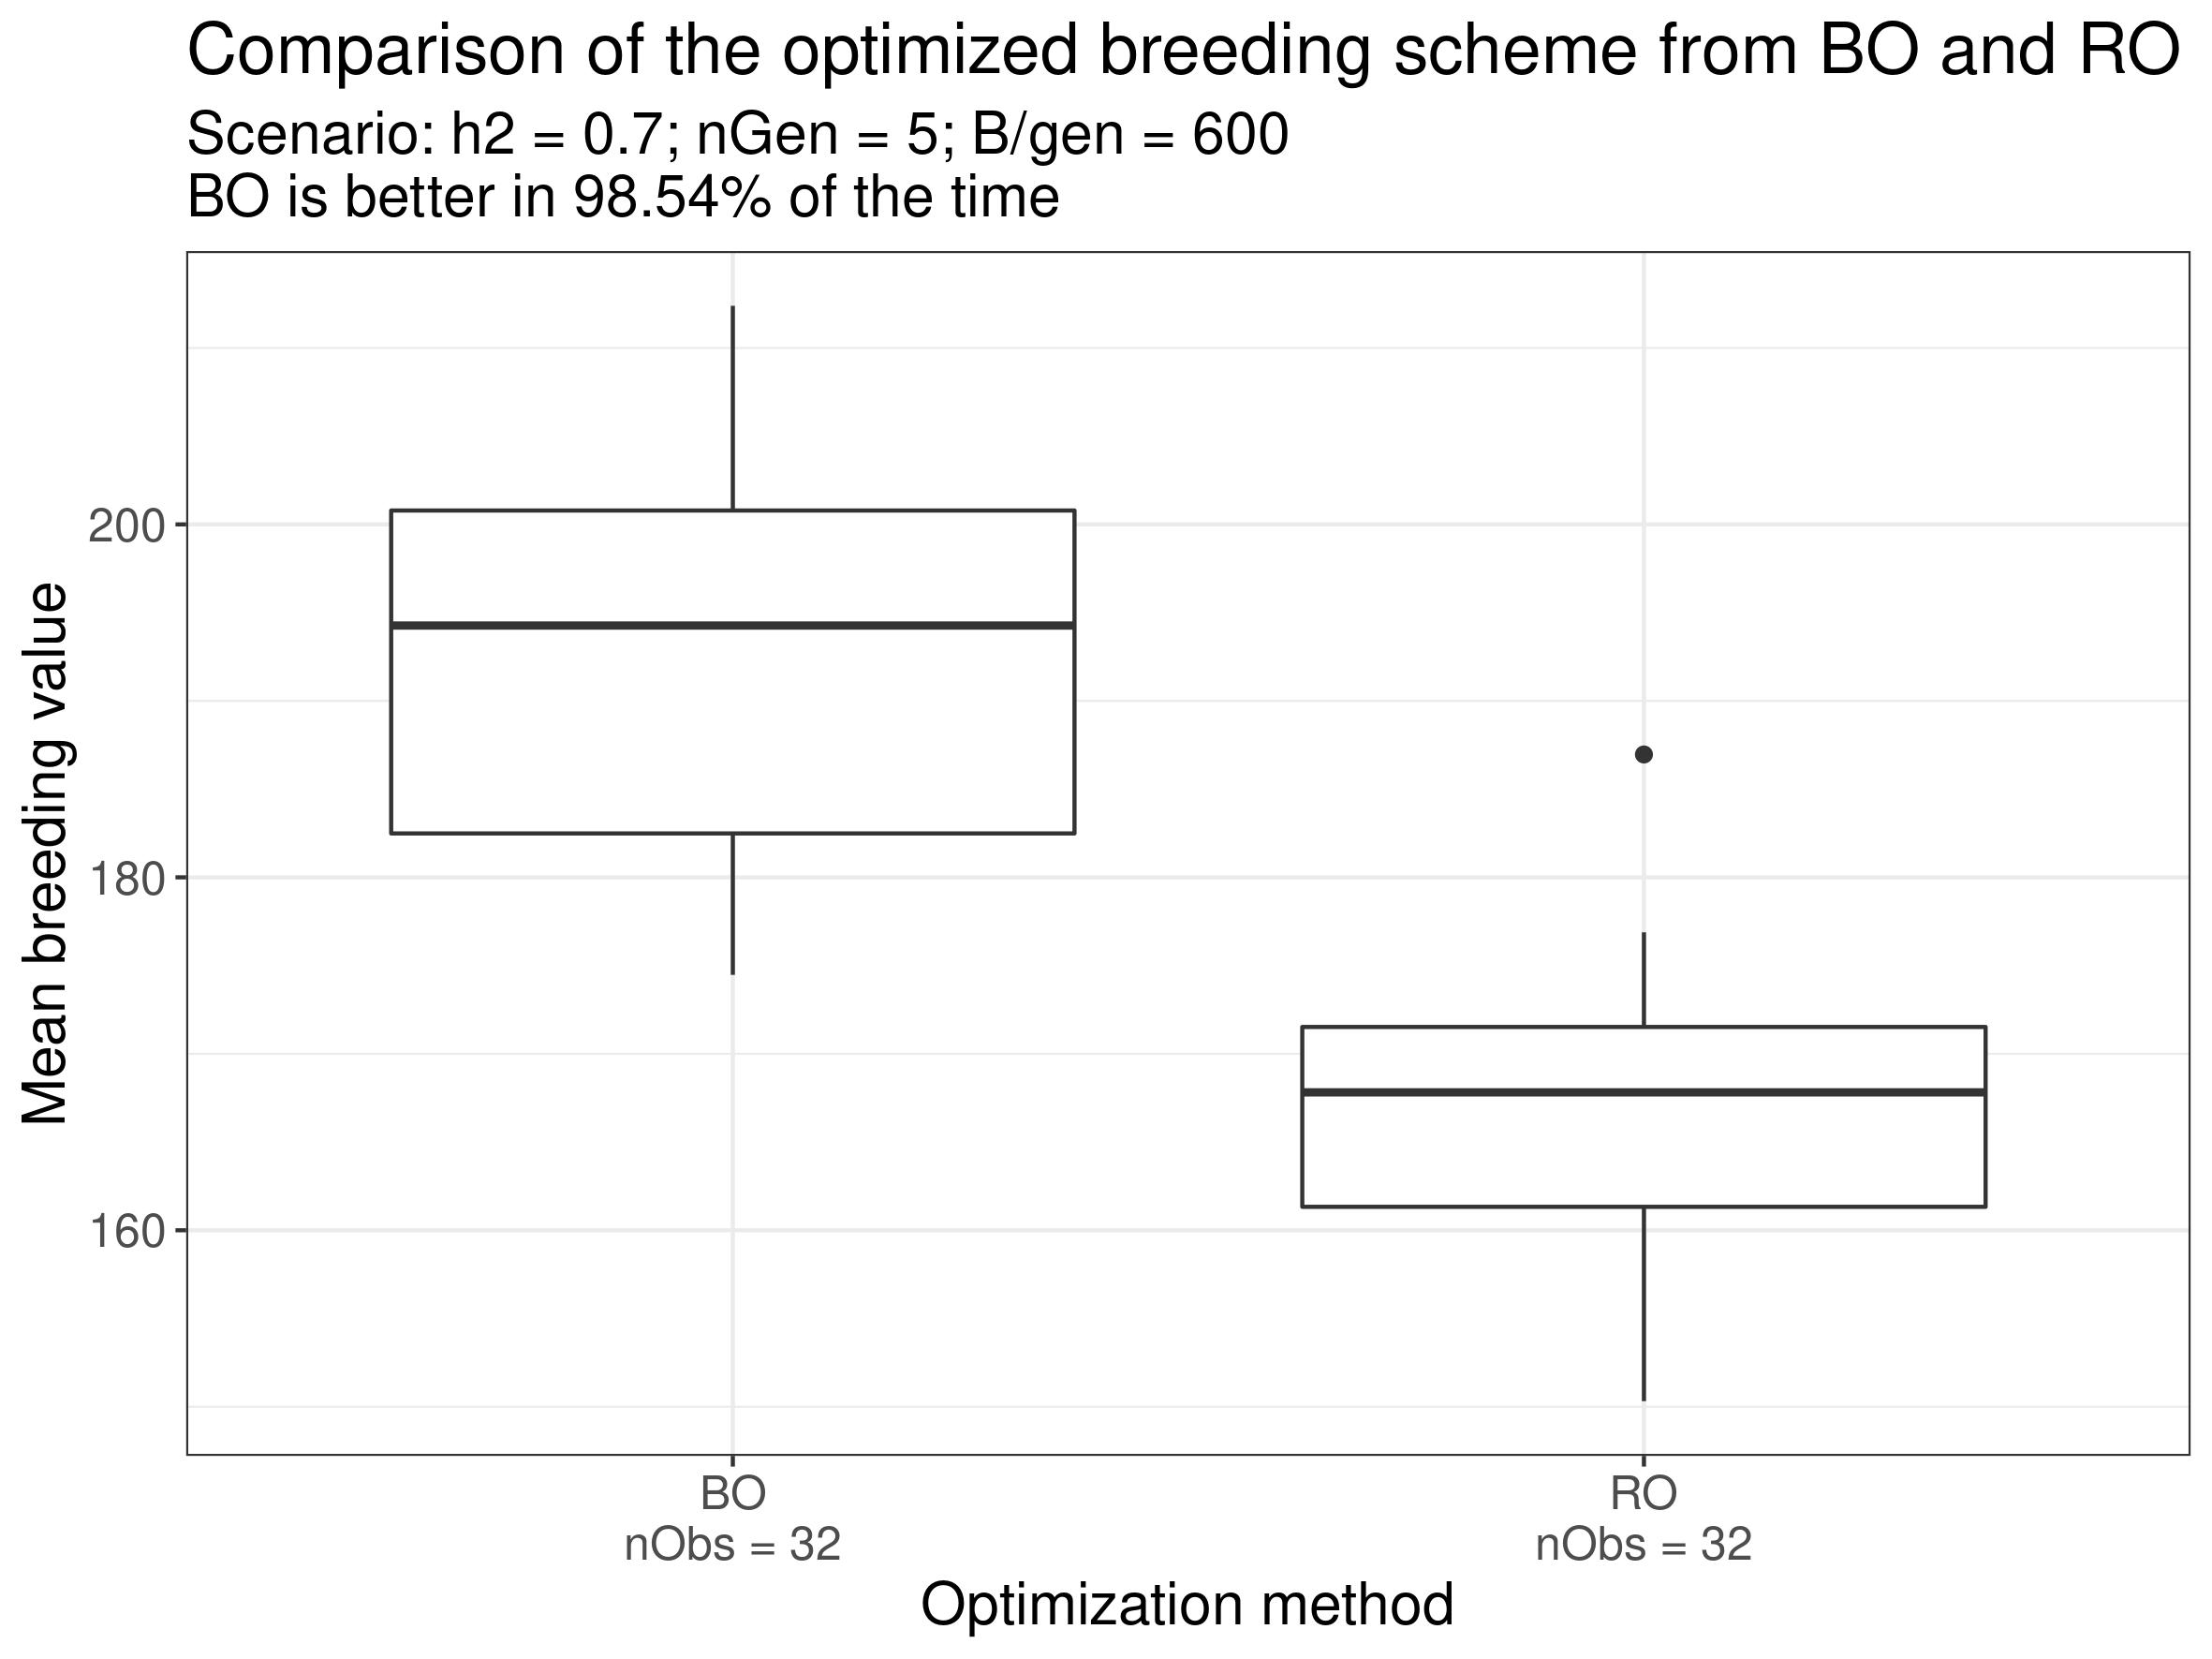 Comparison of the optimized breeding scheme from BO and RO
Scenario: h2 = 0.7; nGen = 5; B/gen = 600
BO is better in 98.54% of the time
Mean breeding value
200
180
160
BO
nObs = 32
RO
nObs = 32
Optimization method